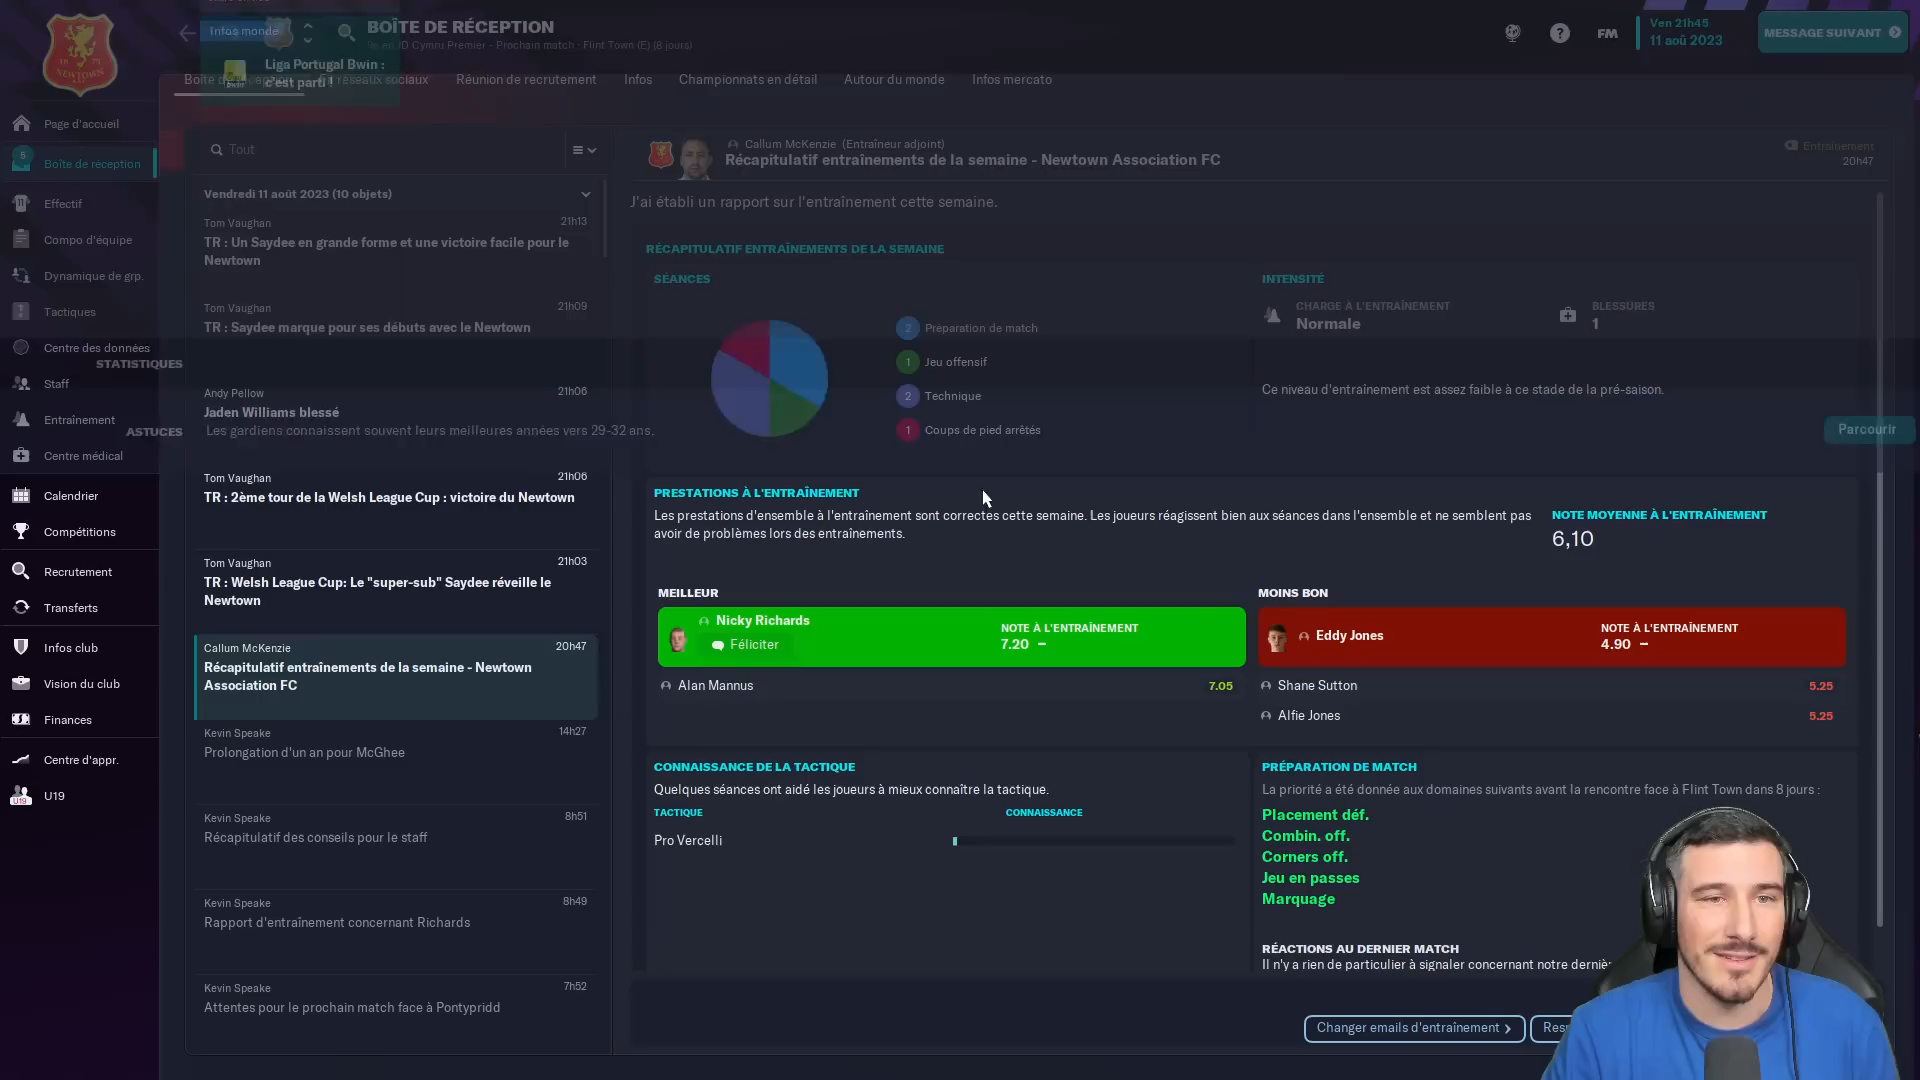 Infos monde
BOÎTE DE RÉCEPTION
D Cymru Premier - Prochain match - Flint Town (E) (8 jours)
Ven 21h45
11 aoû 2023
MESSAGE SUIVANT
FM
Liga Portugal Bwin :
c'est parti !
NEWTOWN
Boîte de réception
réseaux sociaux
Réunion de recrutement
Infos
Championnats en détail
Autour du monde
Infos mercato
Page d'accueil
5
Boîte de réception
Effectif
Compo d'équipe
Dynamique de grp.
Tactiques
Centre des données
Staff
Entraînement
Centre médical
Calendrier
Compétitions
Recrutement
Transferts
Infos club
Vision du club
Finances
Centre d'appr.
U19
STATISTIQUES
ASTUCES
Les gardiens connaissent souvent leurs meilleures années vers 29-32 ans.
Parcourir
Tout
Vendredi 11 août 2023 (10 objets)
Tom Vaughan 21h13
TR : Un Saydee en grande forme et une victoire facile pour le
Newtown
Tom Vaughan 21h09
TR : Saydee marque pour ses débuts avec le Newtown
Andy Pellow 21h06
Jaden Williams blessé
Tom Vaughan 21h06
TR : 2ème tour de la Welsh League Cup : victoire du Newtown
Tom Vaughan 21h03
TR : Welsh League Cup: Le "super-sub" Saydee réveille le
Newtown
Callum McKenzie 20h47
Récapitulatif entraînements de la semaine - Newtown
Association FC
Kevin Speake 14h27
Prolongation d'un an pour McGhee
Kevin Speake 8h51
Récapitulatif des conseils pour le staff
Kevin Speake 8h49
Rapport d'entraînement concernant Richards
Kevin Speake 7h52
Attentes pour le prochain match face à Pontypridd
Callum McKenzie (Entraîneur adjoint)
Récapitulatif entraînements de la semaine - Newtown Association FC
Entraînement
20h47
J'ai établi un rapport sur l'entraînement cette semaine.
RÉCAPITULATIF ENTRAÎNEMENTS DE LA SEMAINE
SÉANCES
2 Préparation de match
1 Jeu offensif
2 Technique
1 Coups de pied arrêtés
INTENSITÉ
CHARGE À L'ENTRAÎNEMENT
Normale
BLESSURES
1
Ce niveau d'entraînement est assez faible à ce stade de la pré-saison.
PRESTATIONS À L'ENTRAÎNEMENT
Les prestations d'ensemble à l'entraînement sont correctes cette semaine. Les joueurs réagissent bien aux séances dans l'ensemble et ne semblent pas
avoir de problèmes lors des entraînements.
NOTE MOYENNE À L'ENTRAÎNEMENT
6,10
MEILLEUR
Nicky Richards
Féliciter
NOTE À L'ENTRAÎNEMENT
7.20 –
Alan Mannus 7.05
MOINS BON
Eddy Jones
NOTE À L'ENTRAÎNEMENT
4.90 –
Shane Sutton 5.25
Alfie Jones 5.25
CONNAISSANCE DE LA TACTIQUE
Quelques séances ont aidé les joueurs à mieux connaître la tactique.
TACTIQUE CONNAISSANCE
Pro Vercelli
PRÉPARATION DE MATCH
La priorité a été donnée aux domaines suivants avant la rencontre face à Flint Town dans 8 jours :
Placement déf.
Combin. off.
Corners off.
Jeu en passes
Marquage
RÉACTIONS AU DERNIER MATCH
Il n'y a rien de particulier à signaler concernant notre
Changer emails d'entraînement